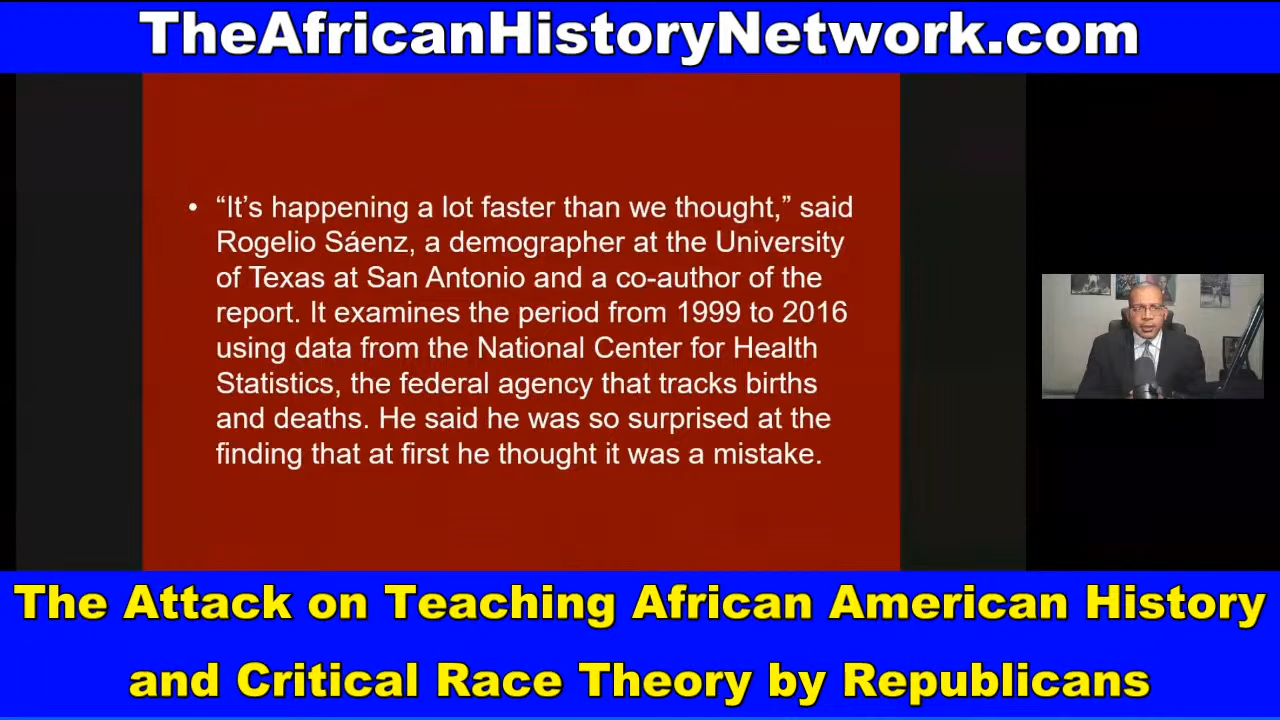 TheAfricanHistoryNetwork.com
• “It’s happening a lot faster than we thought,” said
Rogelio Sáenz, a demographer at the University
of Texas at San Antonio and a co-author of the
report. It examines the period from 1999 to 2016
using data from the National Center for Health
Statistics, the federal agency that tracks births
and deaths. He said he was so surprised at the
finding that at first he thought it was a mistake.
The Attack on Teaching African American History
and Critical Race Theory by Republicans